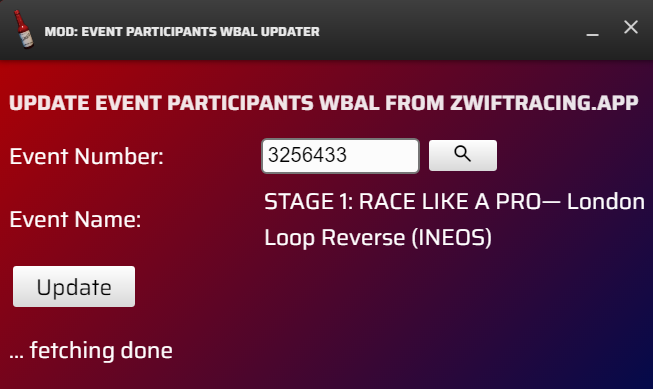 MOD: EVENT PARTICIPANTS WBAL UPDATER
UPDATE EVENT PARTICIPANTS WBAL FROM ZWIFTRACING.APP
Event Number: 3256433
Event Name: STAGE 1: RACE LIKE A PRO— London
Loop Reverse (INEOS)
Update
... fetching done